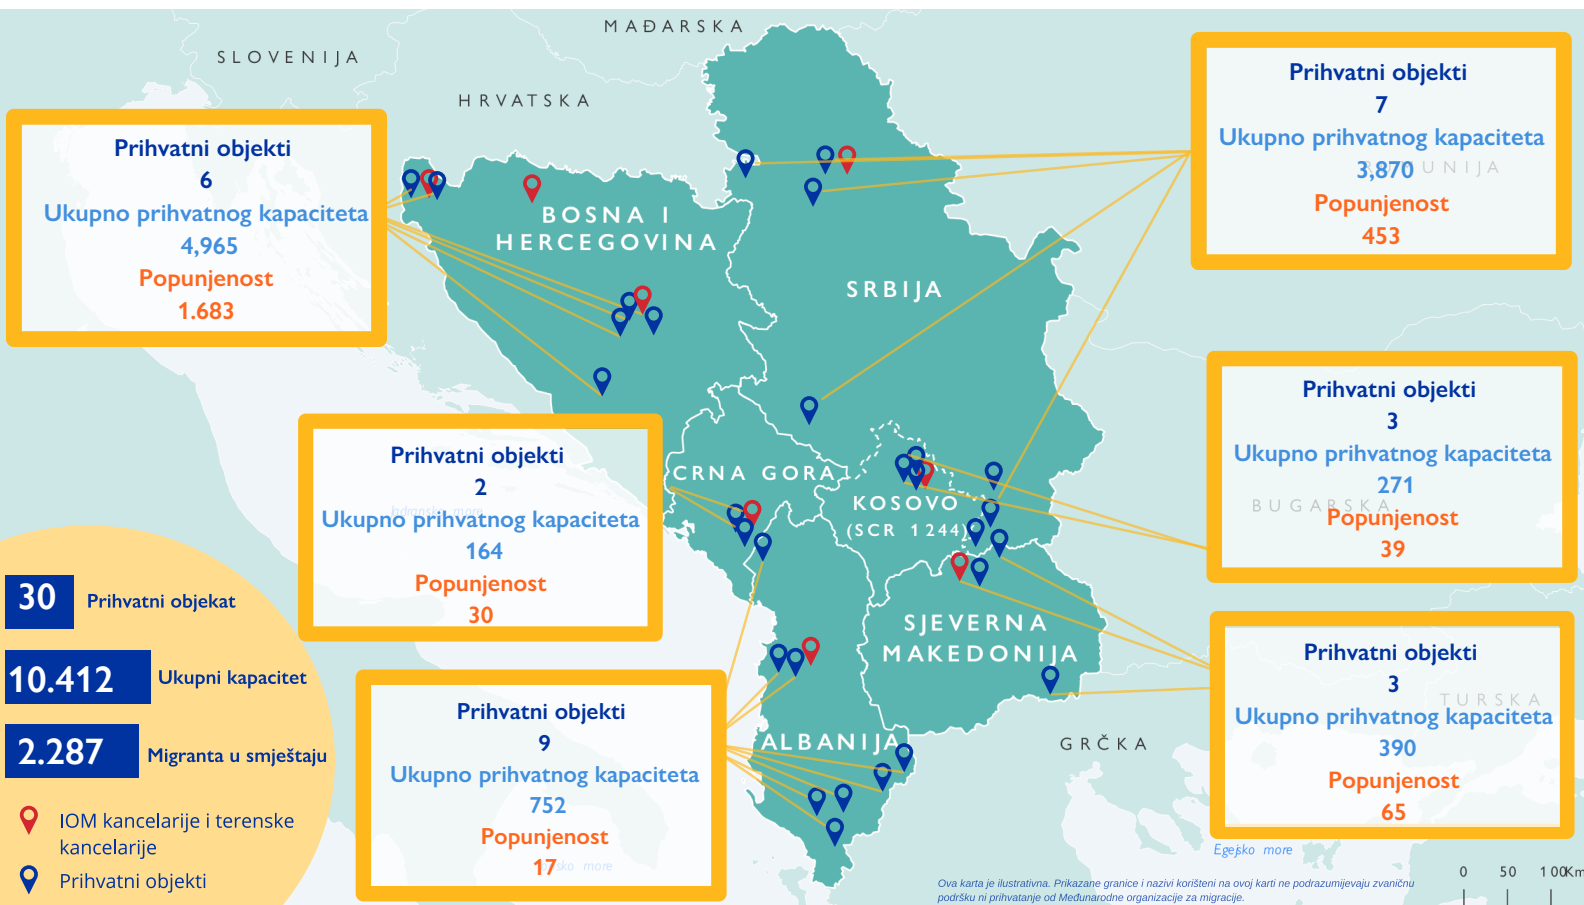 MAĐARSKA
SLOVENIJA
HRVATSKA
Prihvatni objekti
6
Ukupno prihvatnog kapaciteta
4,965
Popunjenost
1.683
Prihvatni objekti
7
Ukupno prihvatnog kapaciteta
3,870
UNIJA
Popunjenost
453
BOSNA I
HERCEGOVINA
SRBIJA
Prihvatni objekti
3
Ukupno prihvatnog kapaciteta
271
BUGARSKA
Popunjenost
39
Prihvatni objekti
2
Ukupno prihvatnog kapaciteta
Jadransko more
164
Popunjenost
30
CRNA GORA
KOSOVO
(SCR 1244)
SJEVERNA
MAKEDONIJA
Prihvatni objekti
3
TURSKA
Ukupno prihvatnog kapaciteta
390
Popunjenost
65
Prihvatni objekti
9
Ukupno prihvatnog kapaciteta
752
Popunjenost
17
sko more
ALBANIJA
GRČKA
Egejsko more
30 Prihvatni objekat
10.412 Ukupni kapacitet
2.287 Migranta u smještaju
IOM kancelarije i terenske
kancelarije
Prihvatni objekti
Ova karta je ilustrativna. Prikazane granice i nazivi korišteni na ovoj karti ne podrazumijevaju zvaničnu
podršku ni prihvatanje od Međunarodne organizacije za migracije.
0 50 100Km